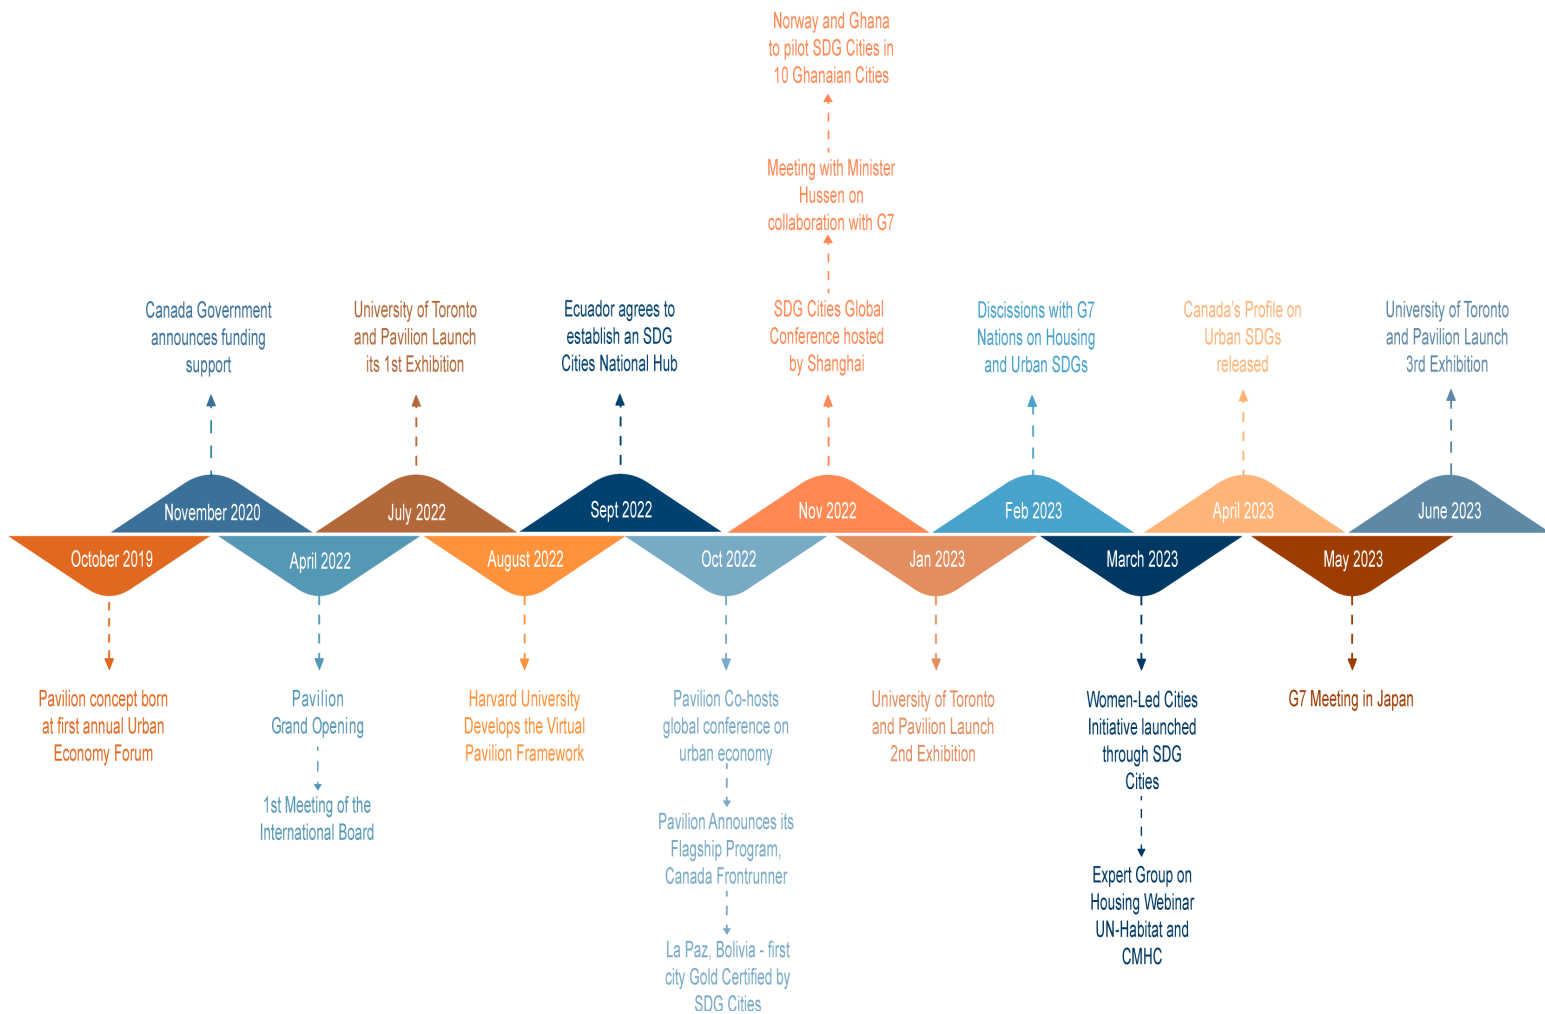 Norway and Ghana
to pilot SDG Cities in
10 Ghanaian Cities
Meeting with Minister
Hussen on
collaboration with G7
Canada Government
announces funding
support
University of Toronto
and Pavilion Launch
its 1st Exhibition
Ecuador agrees to
establish an SDG
Cities National Hub
SDG Cities Global
Conference hosted
by Shanghai
Discissions with G7
Nations on Housing
and Urban SDGs
Canada's Profile on
Urban SDGs
released
University of Toronto
and Pavilion Launch
3rd Exhibition
November 2020
July 2022
Sept 2022
Nov 2022
Feb 2023
April 2023
June 2023
October 2019
April 2022
August 2022
Oct 2022
Jan 2023
March 2023
May 2023
Pavilion concept born
at first annual Urban
Economy Forum
Pavilion
Grand Opening
1st Meeting of the
International Board
Harvard University
Develops the Virtual
Pavilion Framework
Pavilion Co-hosts
global conference on
urban economy
Pavilion Announces its
Flagship Program,
Canada Frontrunner
La Paz, Bolivia - first
city Gold Certified by
SDG Cities
University of Toronto
and Pavilion Launch
2nd Exhibition
Women-Led Cities
Initiative launched
through SDG
Cities
Expert Group on
Housing Webinar
UN-Habitat and
CMHC
G7 Meeting in Japan